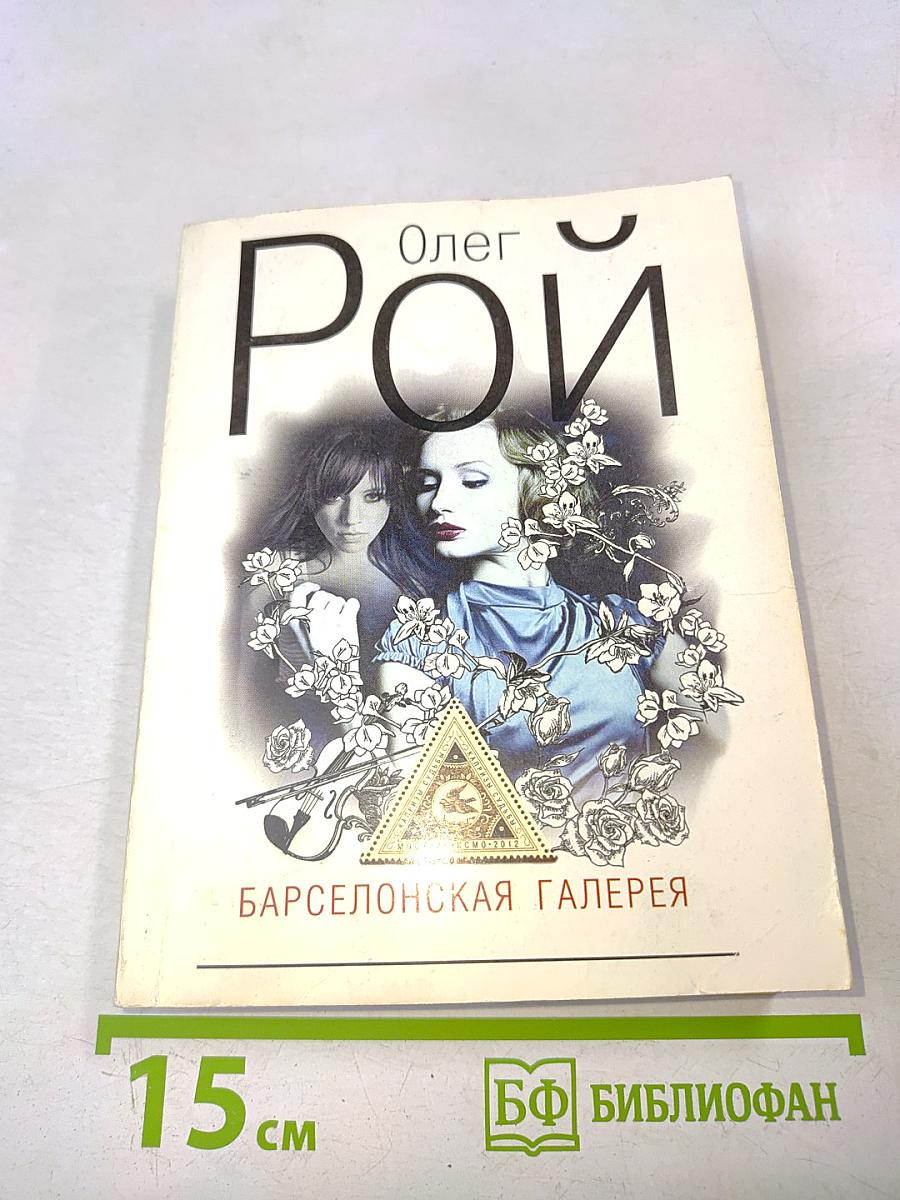 Олег
Рой
БАРСЕЛОНСКАЯ ГАЛЕРЕЯ
15 см
БФ БИБЛИОФАН